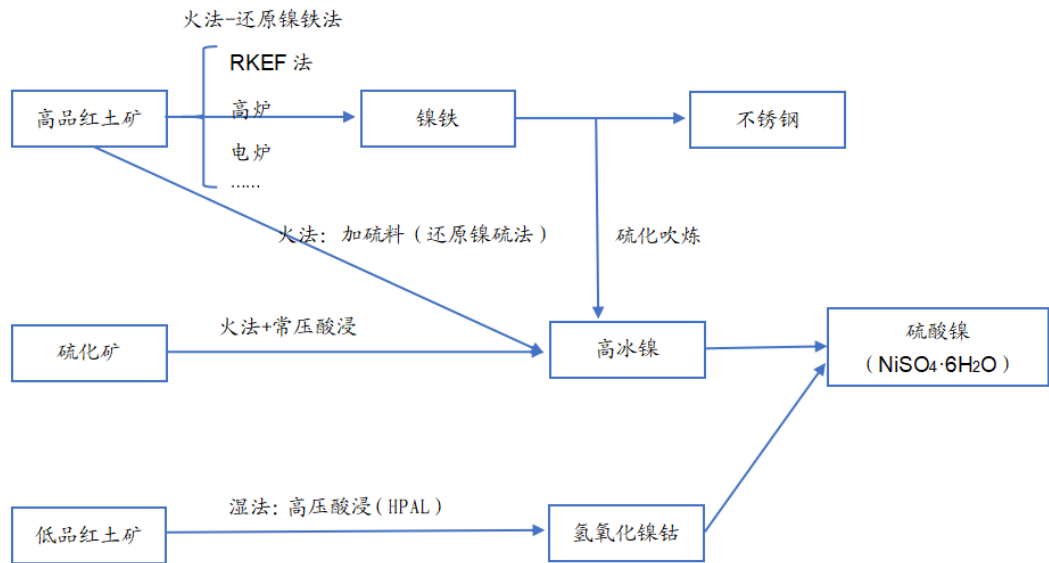 火法-还原镍铁法
RKEF 法
高炉
电炉
……
高品红土矿
镍铁
不锈钢
火法：加硫料（还原镍硫法）
硫化吹炼
硫化矿
火法+常压酸浸
高冰镍
硫酸镍
（NiSO₄·6H₂O）
低品红土矿
湿法：高压酸浸（HPAL）
氢氧化镍钴